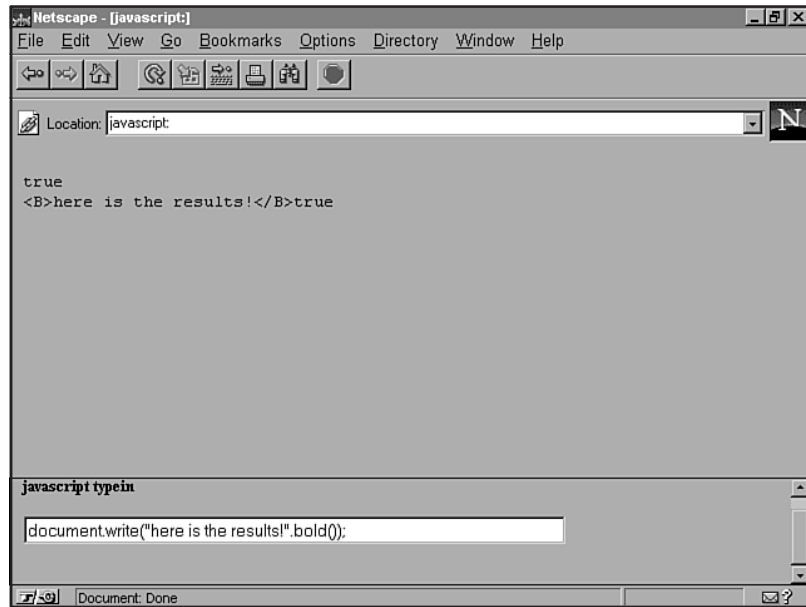 Netscape - [javascript:]
File Edit View Go Bookmarks Options Directory Window Help
Location: javascript:
N
true
<B>here is the results!</B>true
javascript typein
document.write("here is the results!".bold());
Document: Done
?